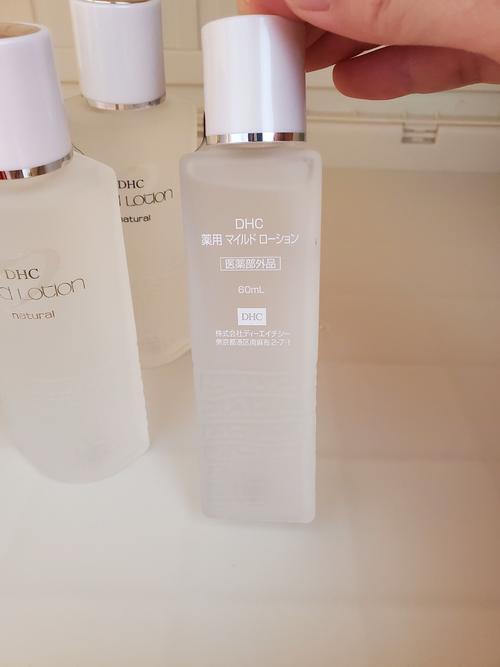 DHC
薬用 マイルド ローション
医薬部外品
60mL
DHC
株式会社ディーエイチシー
東京都港区南麻布2-7-1
DHC
Lotion
natural
DHC
Lotion
natural